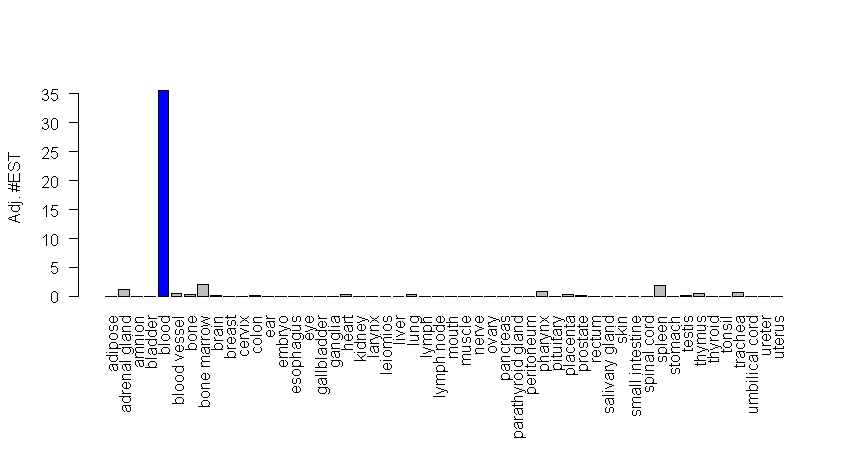 Adj. #EST
35
30
25
20
15
10
5
0
adipose
adrenal gland
amnion
bladder
blood
blood vessel
bone
bone marrow
brain
breast
cervix
colon
ear
embryo
esophagus
eye
gallbladder
ganglia
heart
kidney
larynx
leiomios
liver
lung
lymph
lymph node
mouth
muscle
nerve
ovary
pancreas
parathyroid gland
peritoneum
pharynx
pituitary
placenta
prostate
rectum
salivary gland
skin
small intestine
spinal cord
spleen
stomach
testis
thymus
thyroid
tonsil
trachea
umbilical cord
ureter
uterus